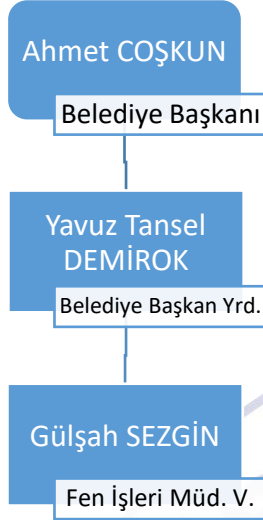 Ahmet COŞKUN
Belediye Başkanı
Yavuz Tansel
DEMİROK
Belediye Başkan Yrd.
Gülşah SEZGİN
Fen İşleri Müd. V.